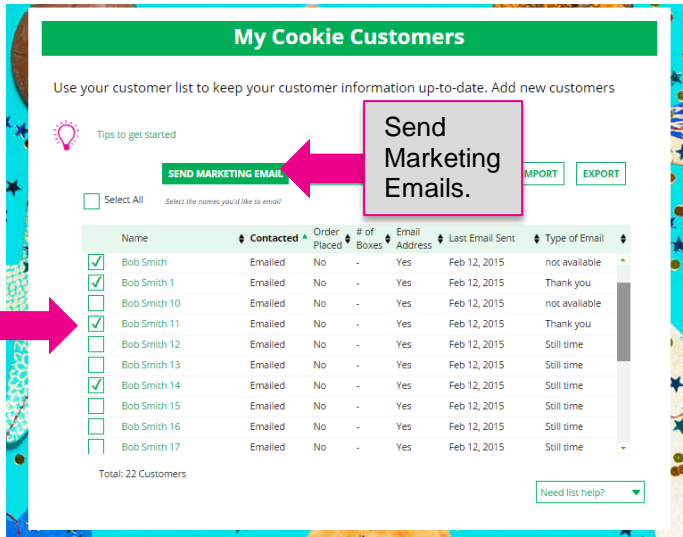 My Cookie Customers
Use your customer list to keep your customer information up-to-date. Add new customers
Tips to get started
Send
Marketing
Emails.
SEND MARKETING EMAIL
EXPORT
Select All
Select the names you'd like to email
Name Contacted Order Placed # of Boxes Email Address Last Email Sent Type of Email
Bob Smith Emailed No - Yes Feb 12, 2015 not available
Bob Smith 1 Emailed No - Yes Feb 12, 2015 Thank you
Bob Smith 10 Emailed No - Yes Feb 12, 2015 not available
Bob Smith 11 Emailed No - Yes Feb 12, 2015 Thank you
Bob Smith 12 Emailed No - Yes Feb 12, 2015 Still time
Bob Smith 13 Emailed No - Yes Feb 12, 2015 Still time
Bob Smith 14 Emailed No - Yes Feb 12, 2015 Still time
Bob Smith 15 Emailed No - Yes Feb 12, 2015 Still time
Bob Smith 16 Emailed No - Yes Feb 12, 2015 Still time
Bob Smith 17 Emailed No - Yes Feb 12, 2015 Still time
Total: 22 Customers
Need list help?